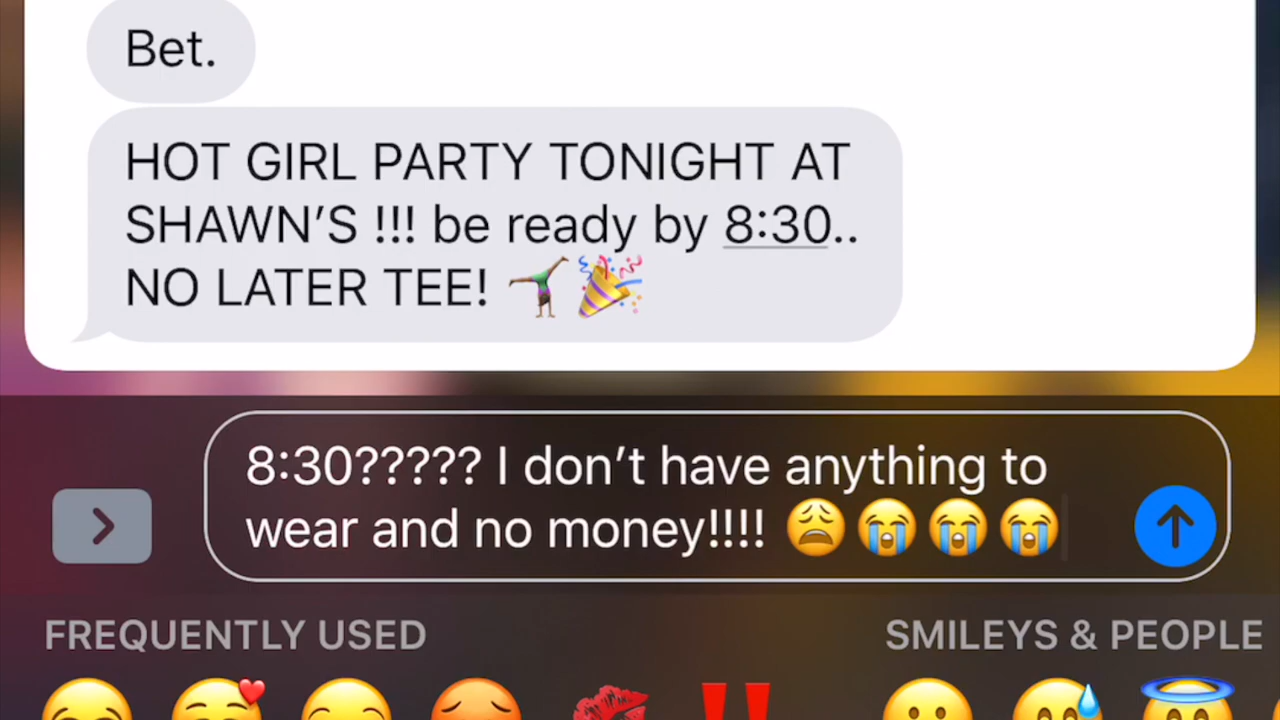 Bet.
HOT GIRL PARTY TONIGHT AT
SHAWN’S !!! be ready by 8:30..
NO LATER TEE! 🤸🏾‍♀️🎉
8:30????? I don’t have anything to
wear and no money!!!! 😩😭😭😭
FREQUENTLY USED
SMILEYS & PEOPLE